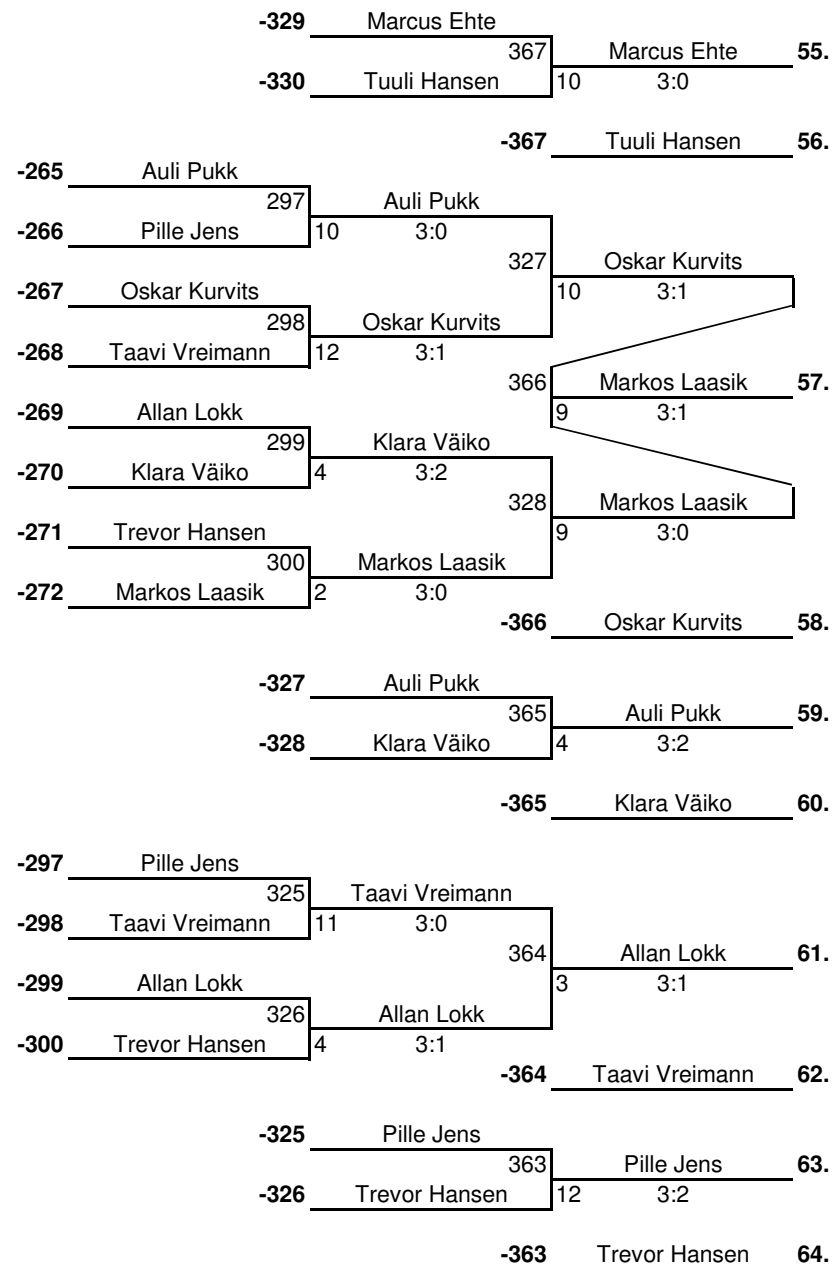 -329 Marcus Ehte
367 Marcus Ehte 55.
-330 Tuuli Hansen 10 3:0
-367 Tuuli Hansen 56.
-265 Auli Pukk
297 Auli Pukk
-266 Pille Jens 10 3:0
327 Oskar Kurvits
-267 Oskar Kurvits 10 3:1
298 Oskar Kurvits
-268 Taavi Vreimann 12 3:1
366 Markos Laasik 57.
-269 Allan Lokk 9 3:1
299 Klara Väiko
-270 Klara Väiko 4 3:2
328 Markos Laasik
-271 Trevor Hansen 9 3:0
300 Markos Laasik
-272 Markos Laasik 2 3:0
-366 Oskar Kurvits 58.
-327 Auli Pukk
365 Auli Pukk 59.
-328 Klara Väiko 4 3:2
-365 Klara Väiko 60.
-297 Pille Jens
325 Taavi Vreimann
-298 Taavi Vreimann 11 3:0
364 Allan Lokk 61.
-299 Allan Lokk 3 3:1
326 Allan Lokk
-300 Trevor Hansen 4 3:1
-364 Taavi Vreimann 62.
-325 Pille Jens
363 Pille Jens 63.
-326 Trevor Hansen 12 3:2
-363 Trevor Hansen 64.